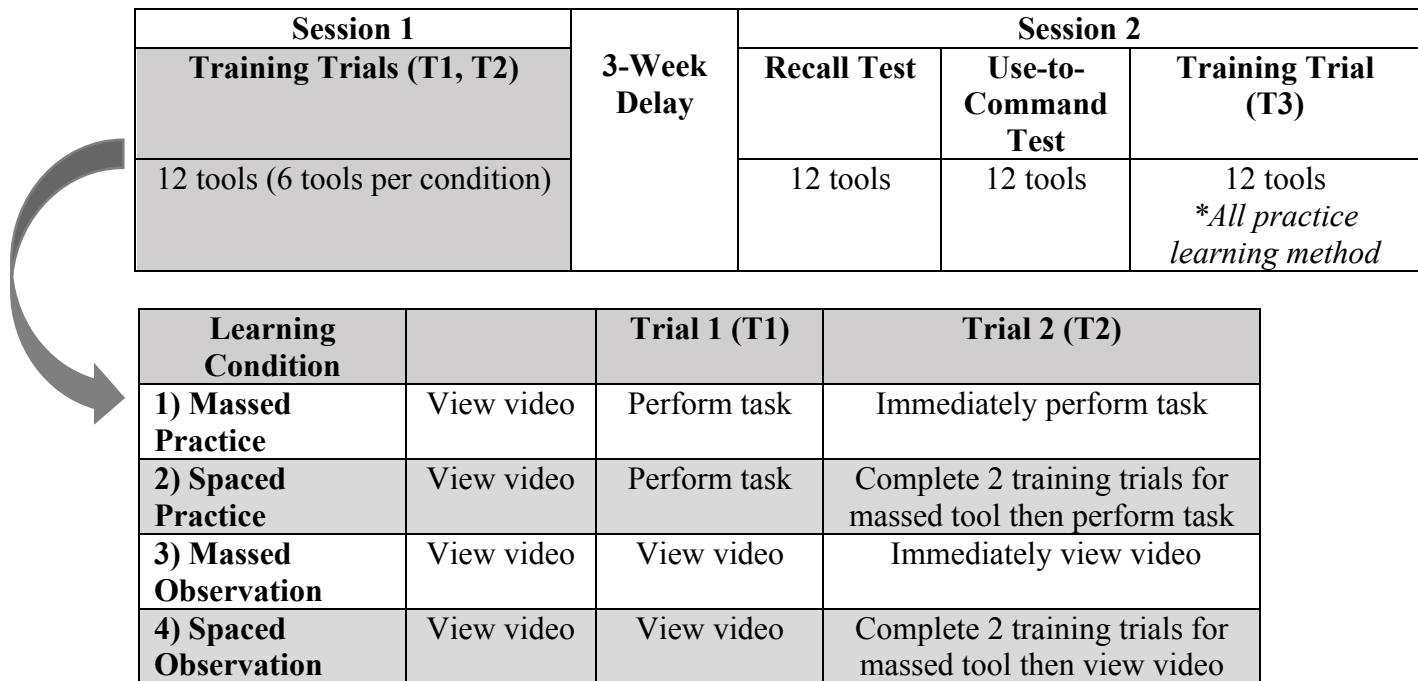 Session 1
3-Week
Delay
Session 2
Training Trials (T1, T2)
Recall Test
Use-to-
Command
Test
Training Trial
(T3)
12 tools (6 tools per condition)
12 tools
12 tools
12 tools
*All practice
learning method
Learning
Condition
Trial 1 (T1)
Trial 2 (T2)
1) Massed
Practice
View video
Perform task
Immediately perform task
2) Spaced
Practice
View video
Perform task
Complete 2 training trials for
massed tool then perform task
3) Massed
Observation
View video
View video
Immediately view video
4) Spaced
Observation
View video
View video
Complete 2 training trials for
massed tool then view video